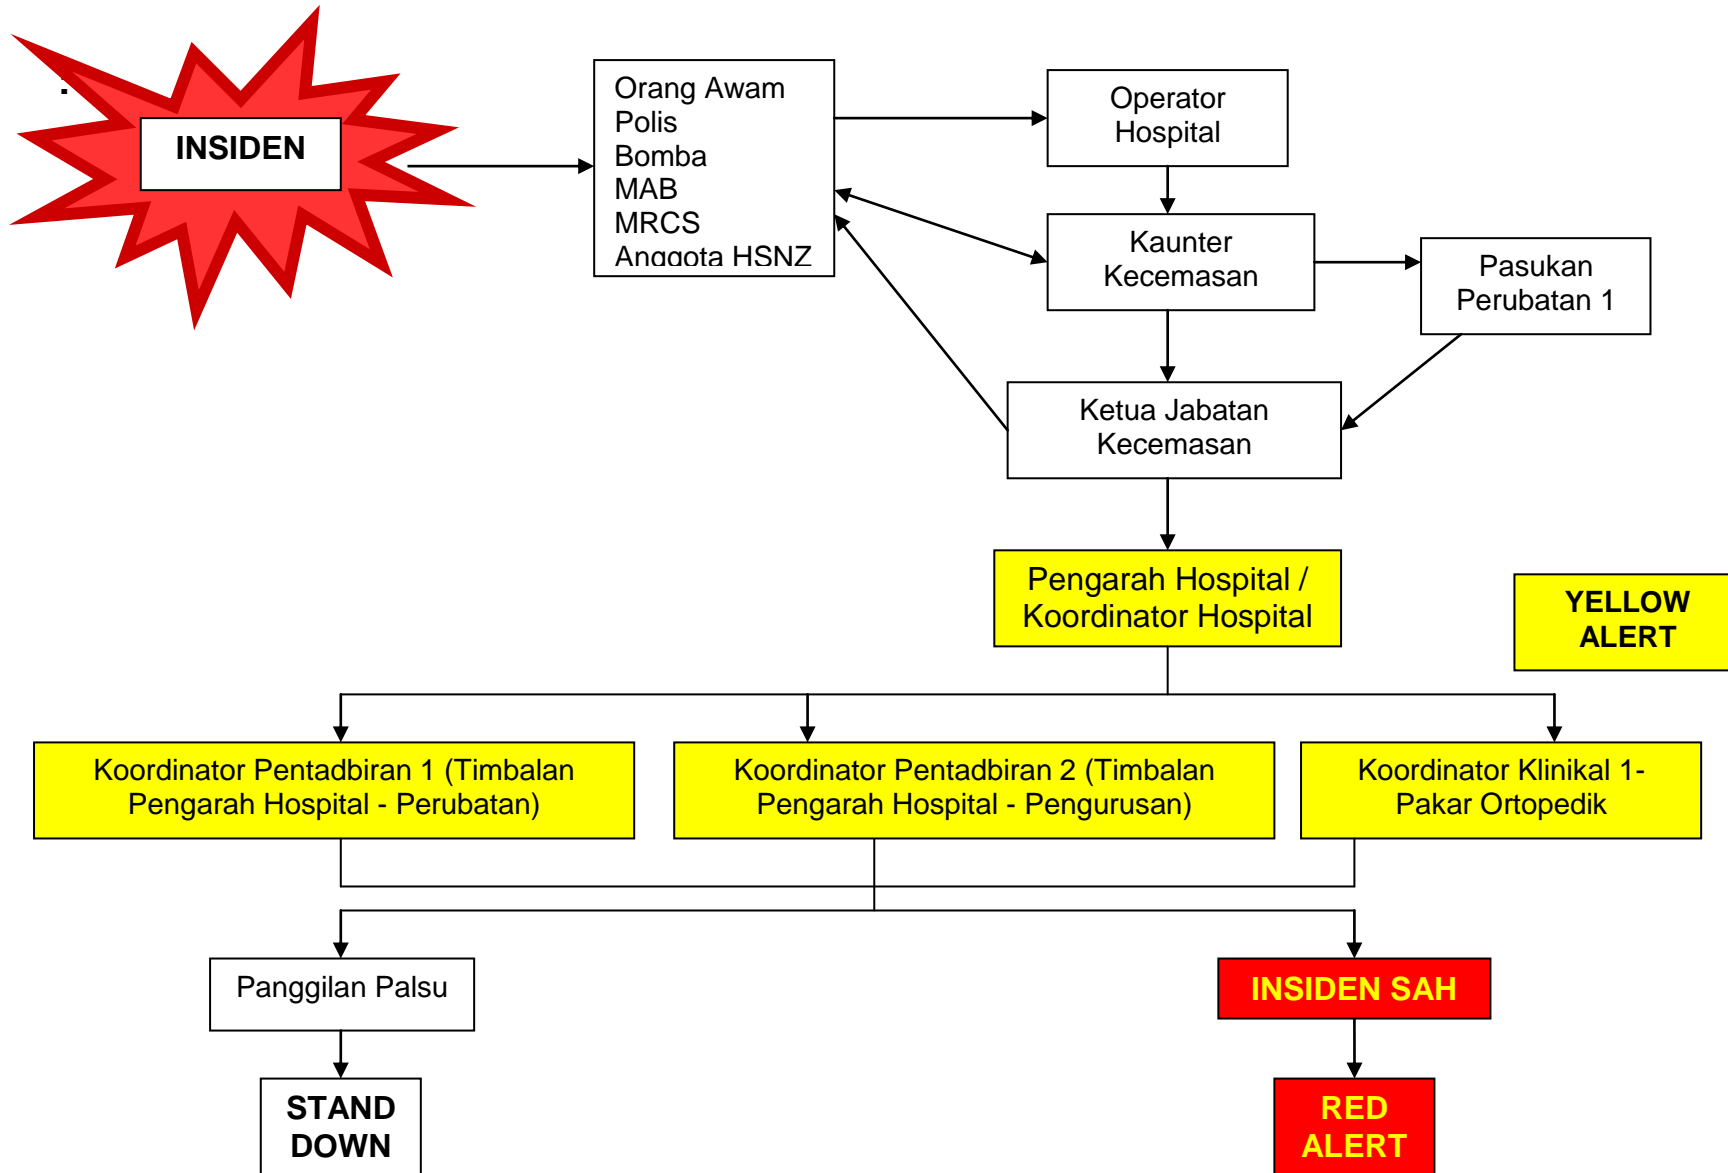 :
INSIDEN
Orang Awam
Polis
Bomba
MAB
MRCS
Anggota HSNZ
Operator
Hospital
Kaunter
Kecemasan
Pasukan
Perubatan 1
Ketua Jabatan
Kecemasan
Pengarah Hospital /
Koordinator Hospital
YELLOW
ALERT
Koordinator Pentadbiran 1 (Timbalan
Pengarah Hospital - Perubatan)
Koordinator Pentadbiran 2 (Timbalan
Pengarah Hospital - Pengurusan)
Koordinator Klinikal 1-
Pakar Ortopedik
Panggilan Palsu
INSIDEN SAH
STAND
DOWN
RED
ALERT